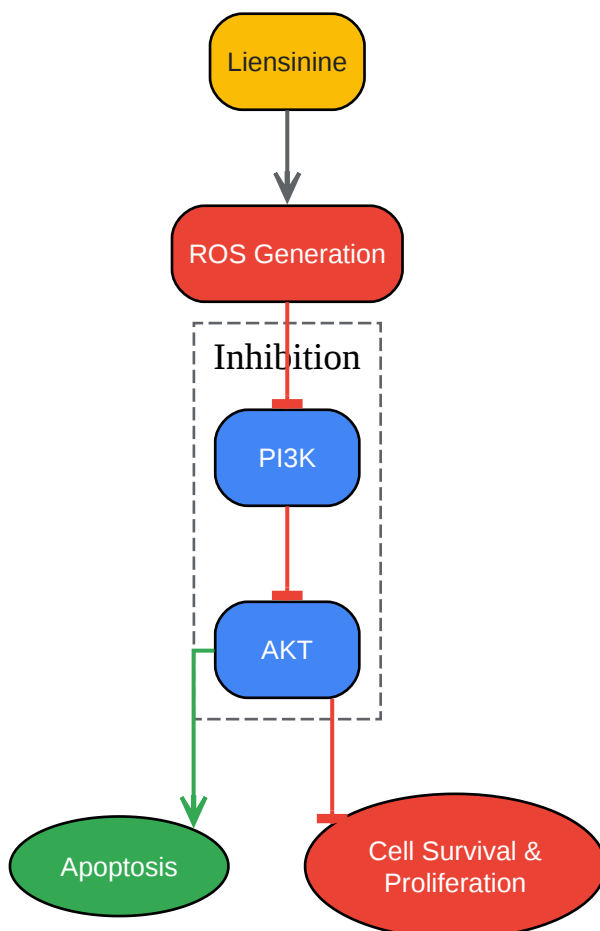 Liensinine
ROS Generation
Inhibition
PI3K
AKT
Apoptosis
Cell Survival &
Proliferation